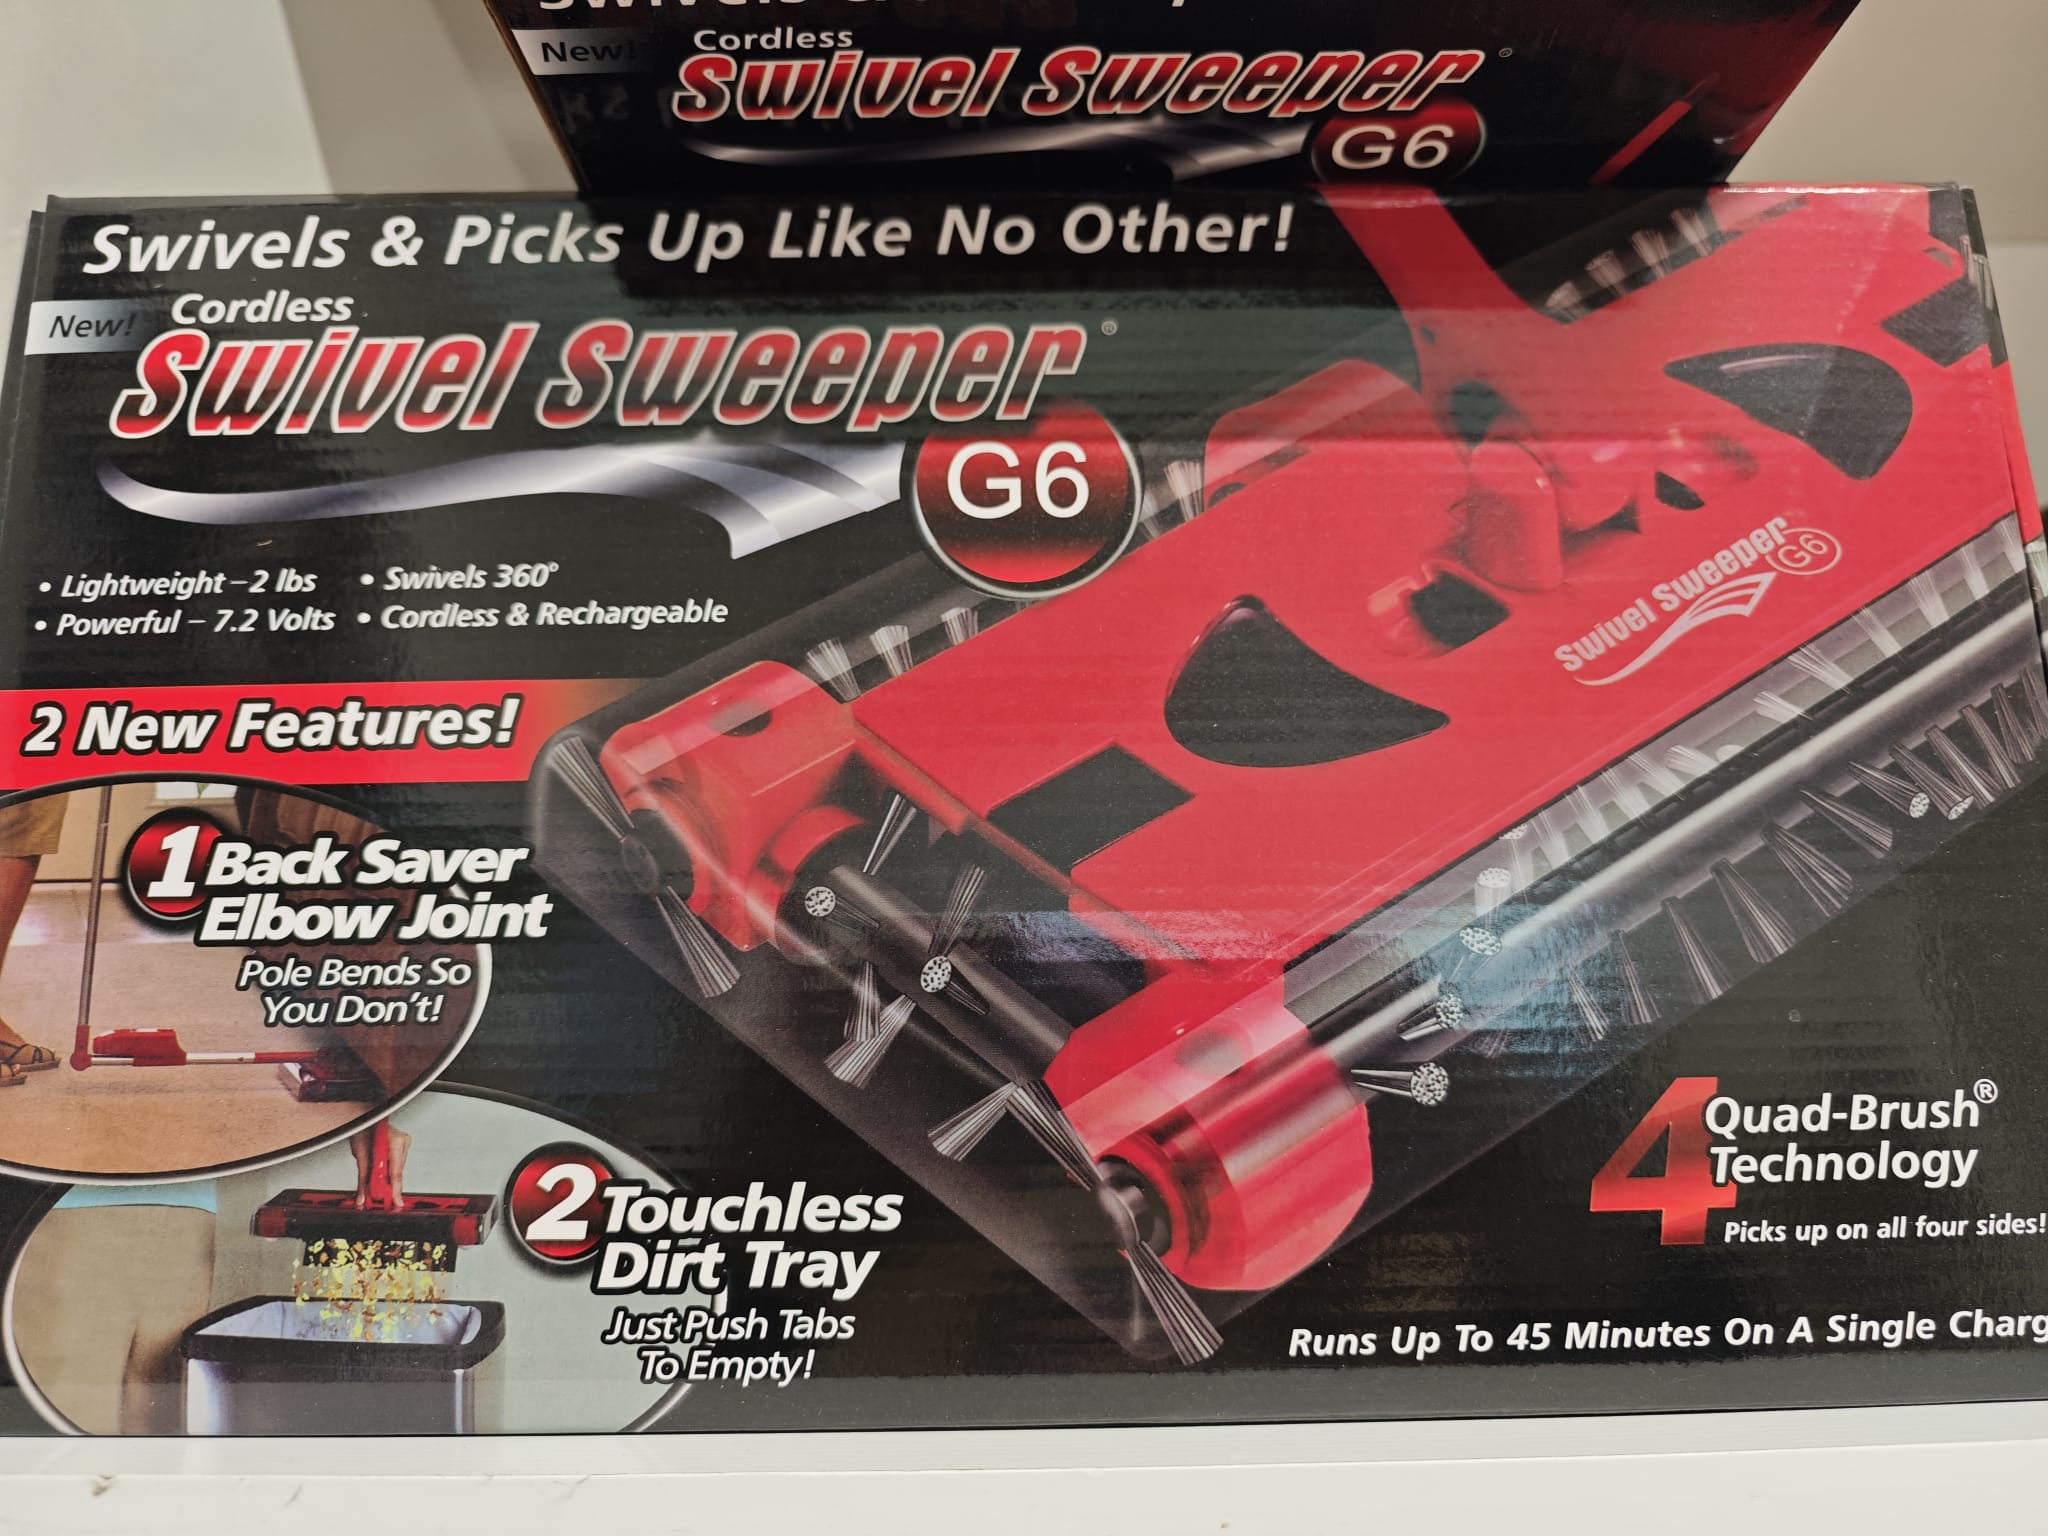 New!
Cordless
Swivel Sweeper®
G6
Swivels & Picks Up Like No Other!
New!
Cordless
Swivel Sweeper®
G6
• Lightweight – 2 lbs • Swivels 360°
• Powerful – 7.2 Volts • Cordless & Rechargeable
2 New Features!
1 Back Saver
Elbow Joint
Pole Bends So
You Don't!
2 Touchless
Dirt Tray
Just Push Tabs
To Empty!
Swivel Sweeper G6
4 Quad-Brush®
Technology
Picks up on all four sides!
Runs Up To 45 Minutes On A Single Charg